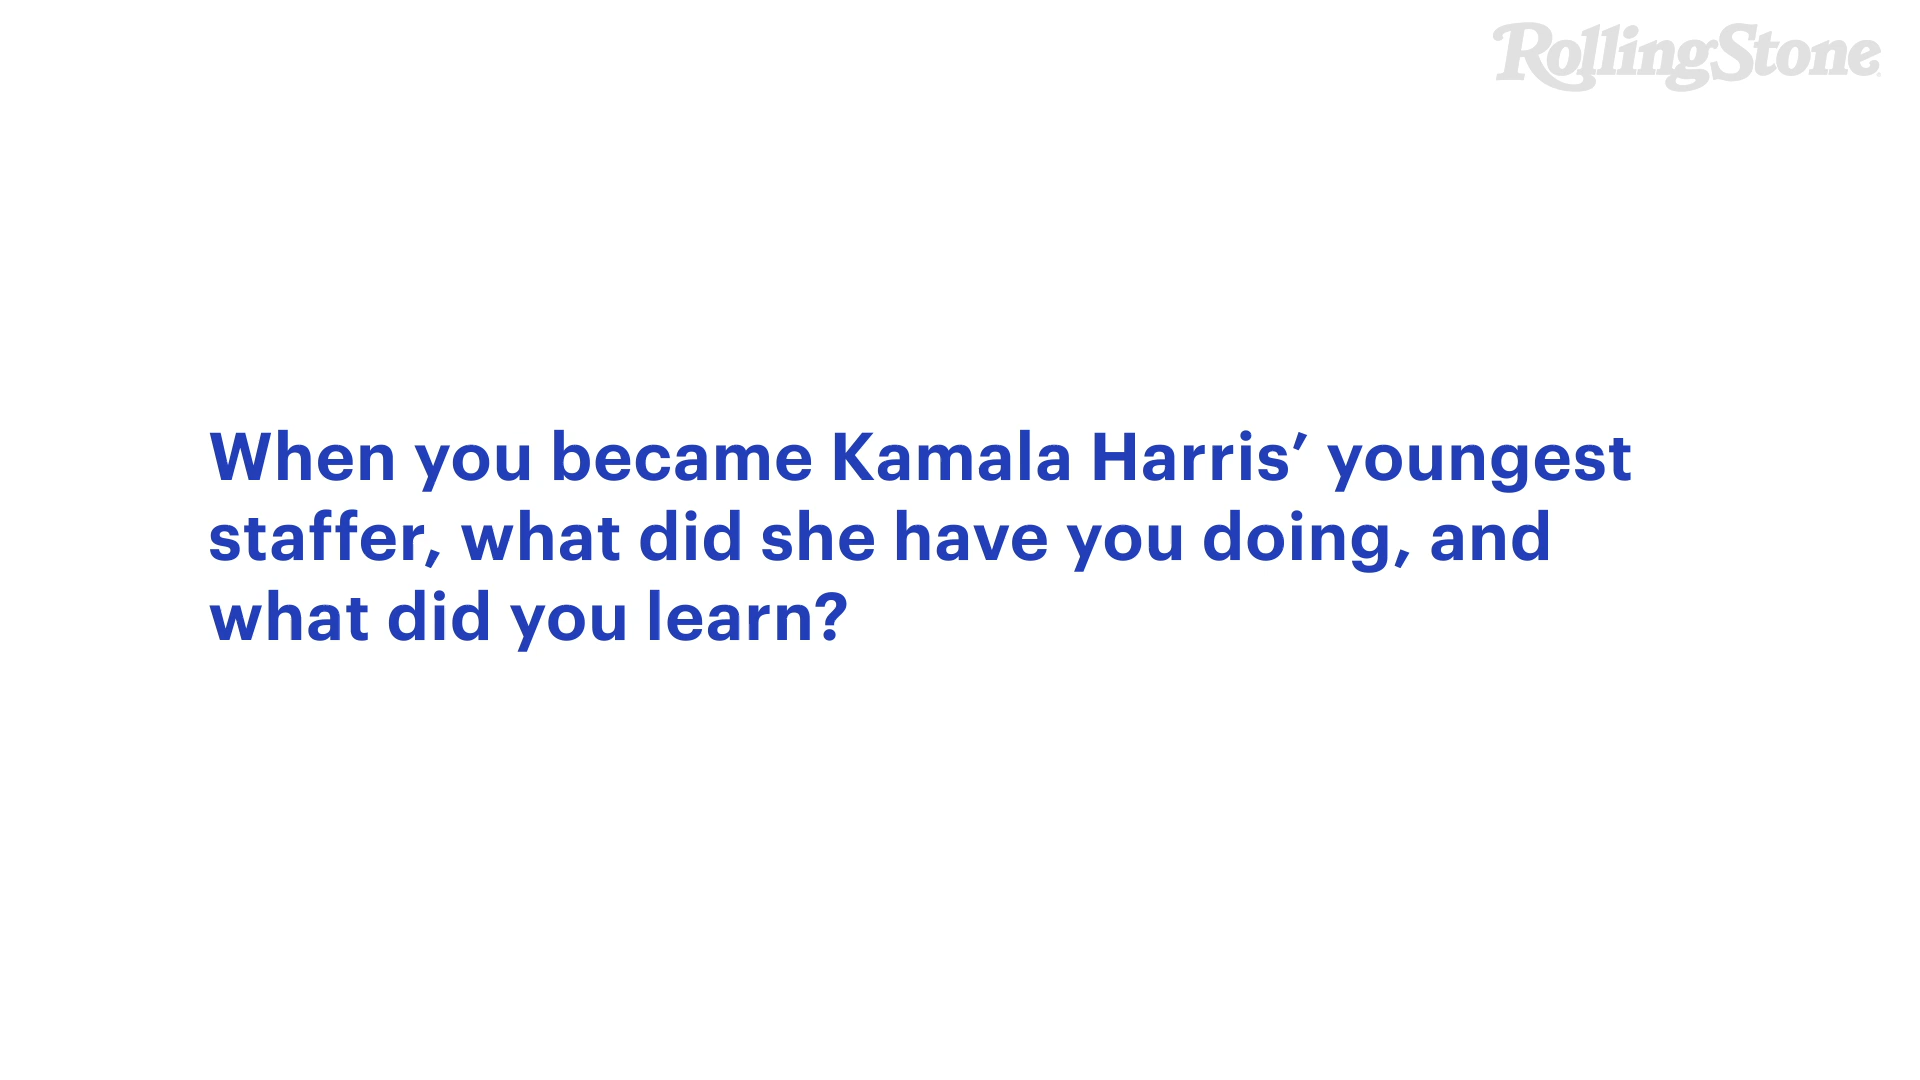 RollingStone
When you became Kamala Harris’ youngest
staffer, what did she have you doing, and
what did you learn?